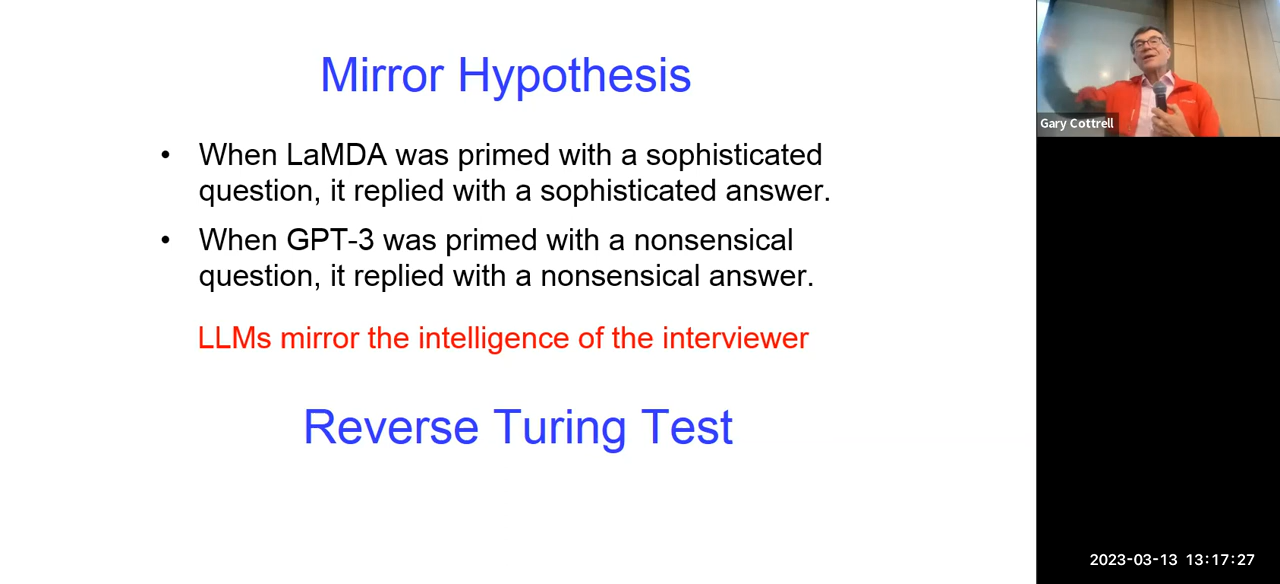 Mirror Hypothesis
• When LaMDA was primed with a sophisticated
question, it replied with a sophisticated answer.
• When GPT-3 was primed with a nonsensical
question, it replied with a nonsensical answer.
LLMs mirror the intelligence of the interviewer
Reverse Turing Test
Gary Cottrell
2023-03-13 13:17:27